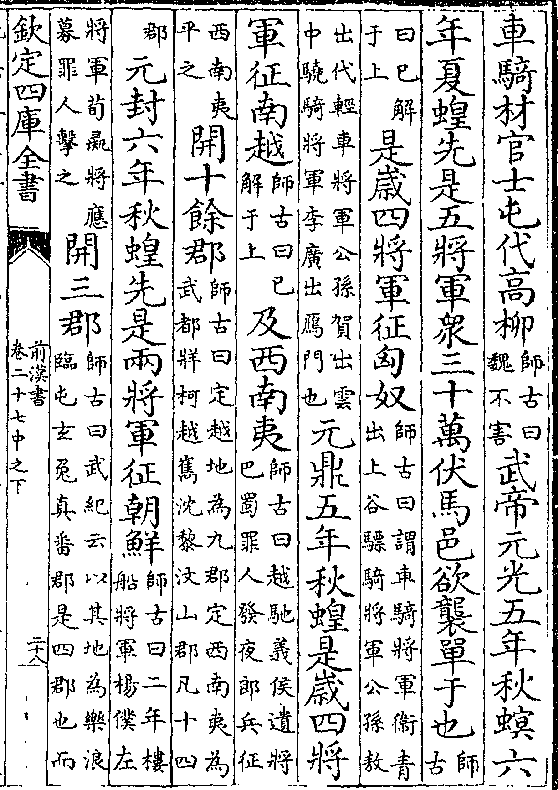 車騎材官士屯代高柳師古曰魏不害武帝元光五年秋螟六
年夏蝗先是五將軍衆三十萬伏馬邑欲襲單于也師古
曰已解于上是歳四將軍征匈奴師古曰謂車騎將軍衞青出上谷驃騎將軍公孫敖
出代輕車將軍公孫賀出雲中驍騎將軍李廣出鴈門也元鼎五年秋蝗是歳四將
軍征南越師古曰已解于上及西南夷師古曰越馳義侯遺將巴蜀罪人發夜郎兵征
西南夷平之開十餘郡師古曰定越地為九郡定西南夷為武都牂柯越嶲沈黎汶山郡凡十四
郡元封六年秋蝗先是兩將軍征朝鮮師古曰二年樓船將軍楊僕左
將軍荀彘將應募罪人擊之開三郡師古曰武紀云以其地為樂浪臨屯玄菟真番郡是四郡也而
欽定四庫全書
前漢書
卷二十七中之下
二十八